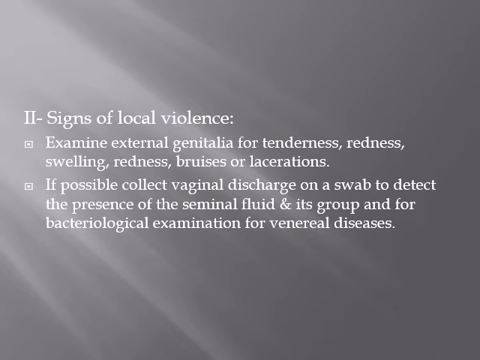 II- Signs of local violence:
Examine external genitalia for tenderness, redness,
swelling, redness, bruises or lacerations.
If possible collect vaginal discharge on a swab to detect
the presence of the seminal fluid & its group and for
bacteriological examination for venereal diseases.